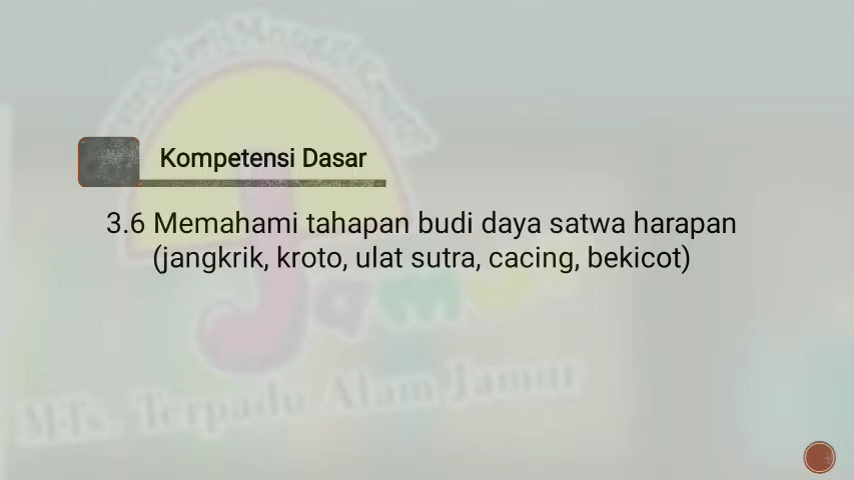 Kompetensi Dasar
3.6 Memahami tahapan budi daya satwa harapan
(jangkrik, kroto, ulat sutra, cacing, bekicot)
Jamur
MTs. Terpadu Alam Jamur